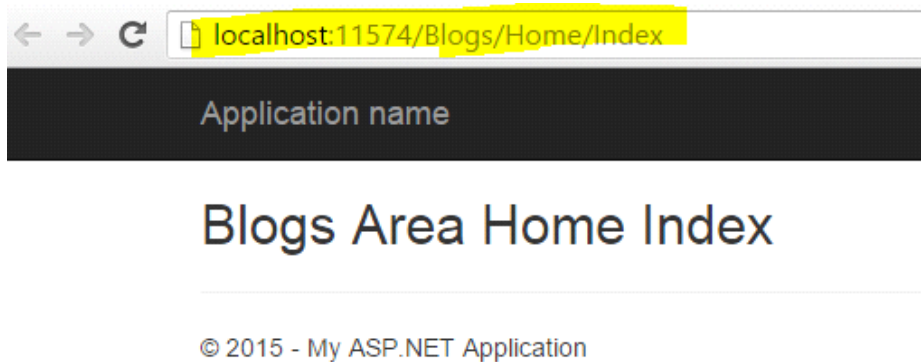 localhost:11574/Blogs/Home/Index
Application name
Blogs Area Home Index
© 2015 - My ASP.NET Application